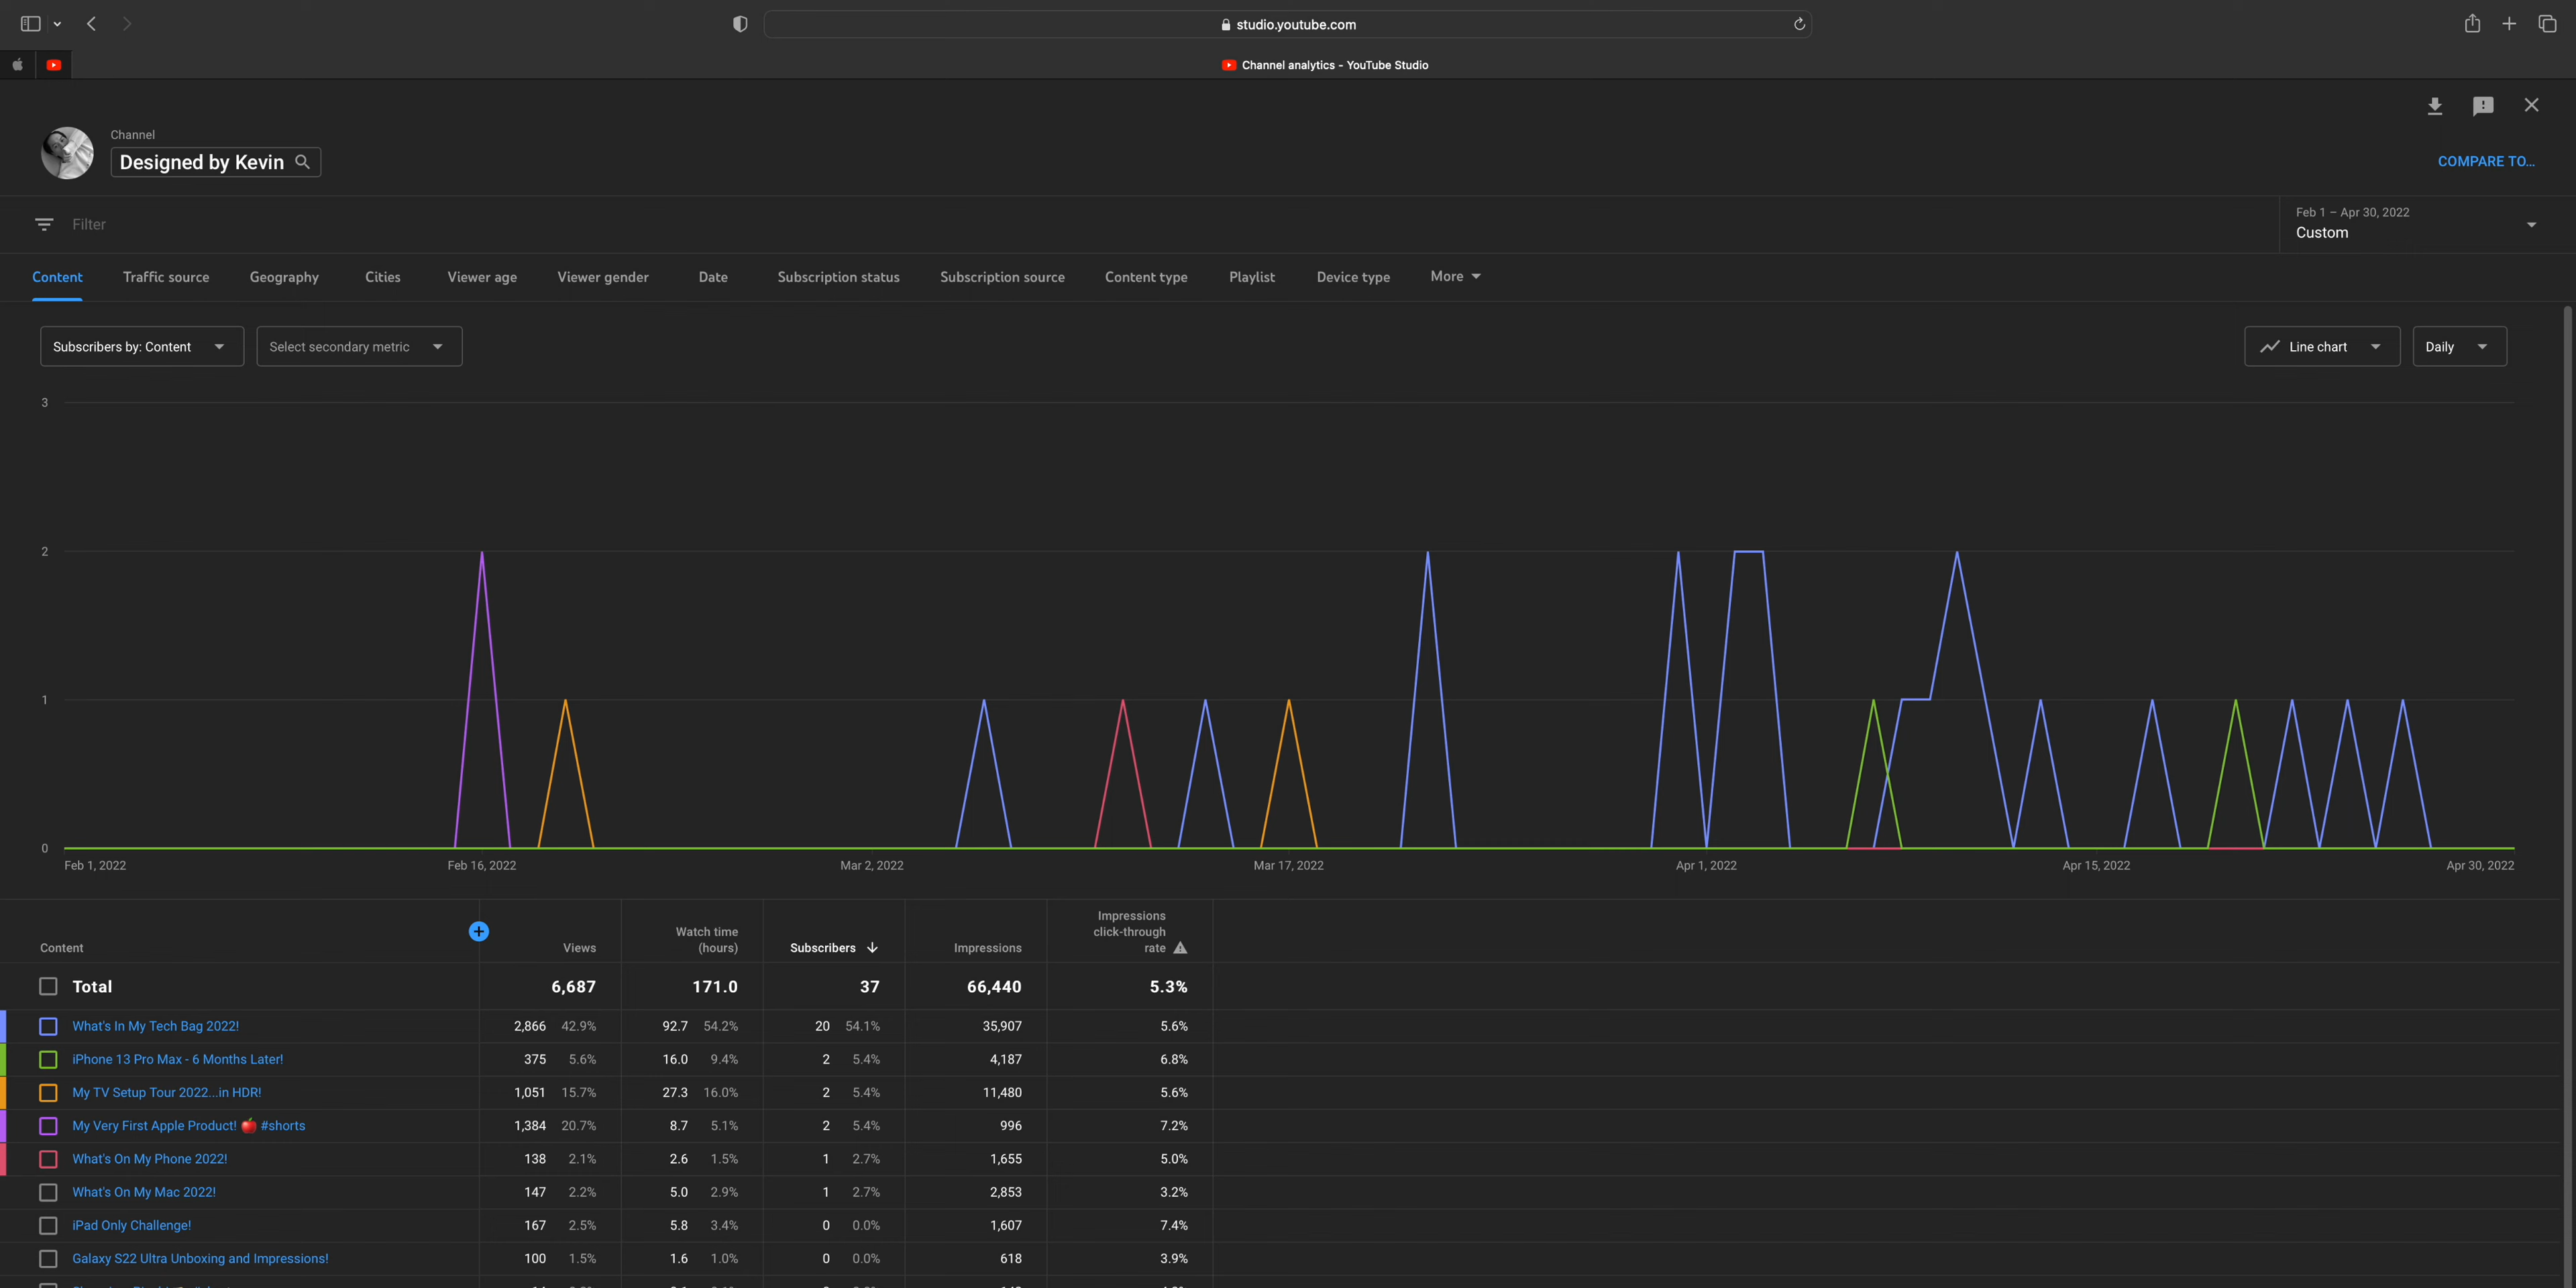 studio.youtube.com
Channel analytics - YouTube Studio
Channel
Designed by Kevin
COMPARE TO...
Filter
Feb 1 – Apr 30, 2022
Custom
Content Traffic source Geography Cities Viewer age Viewer gender Date Subscription status Subscription source Content type Playlist Device type More
Subscribers by: Content Select secondary metric Line chart Daily
3
2
1
0
Feb 1, 2022 Feb 16, 2022 Mar 2, 2022 Mar 17, 2022 Apr 1, 2022 Apr 15, 2022 Apr 30, 2022
Content Views Watch time (hours) Subscribers Impressions Impressions click-through rate
Total 6,687 171.0 37 66,440 5.3%
What's In My Tech Bag 2022! 2,866 42.9% 92.7 54.2% 20 54.1% 35,907 5.6%
iPhone 13 Pro Max - 6 Months Later! 375 5.6% 16.0 9.4% 2 5.4% 4,187 6.8%
My TV Setup Tour 2022...in HDR! 1,051 15.7% 27.3 16.0% 2 5.4% 11,480 5.6%
My Very First Apple Product! 🍎 #shorts 1,384 20.7% 8.7 5.1% 2 5.4% 996 7.2%
What's On My Phone 2022! 138 2.1% 2.6 1.5% 1 2.7% 1,655 5.0%
What's On My Mac 2022! 147 2.2% 5.0 2.9% 1 2.7% 2,853 3.2%
iPad Only Challenge! 167 2.5% 5.8 3.4% 0 0.0% 1,607 7.4%
Galaxy S22 Ultra Unboxing and Impressions! 100 1.5% 1.6 1.0% 0 0.0% 618 3.9%